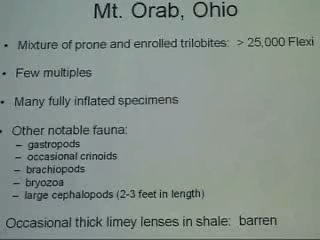 Mt. Orab, Ohio
• Mixture of prone and enrolled trilobites: > 25,000 Flexi
• Few multiples
• Many fully inflated specimens
• Other notable fauna:
– gastropods
– occasional crinoids
– brachiopods
– bryozoa
– large cephalopods (2-3 feet in length)
Occasional thick limey lenses in shale: barren